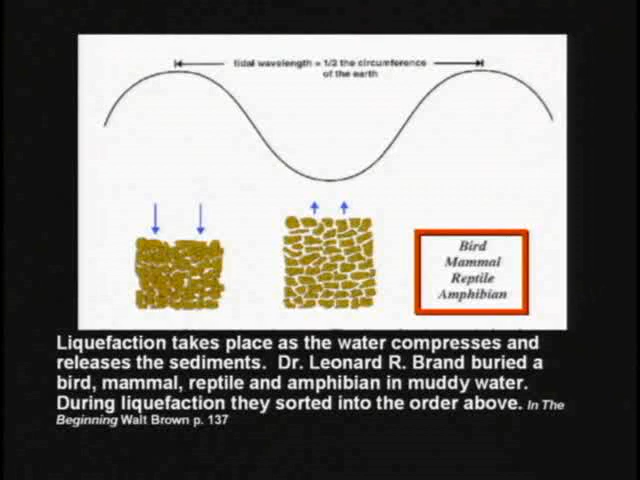 tidal wavelength = 1/2 the circumference
of the earth
Bird
Mammal
Reptile
Amphibian
Liquefaction takes place as the water compresses and
releases the sediments. Dr. Leonard R. Brand buried a
bird, mammal, reptile and amphibian in muddy water.
During liquefaction they sorted into the order above. In The
Beginning Walt Brown p. 137